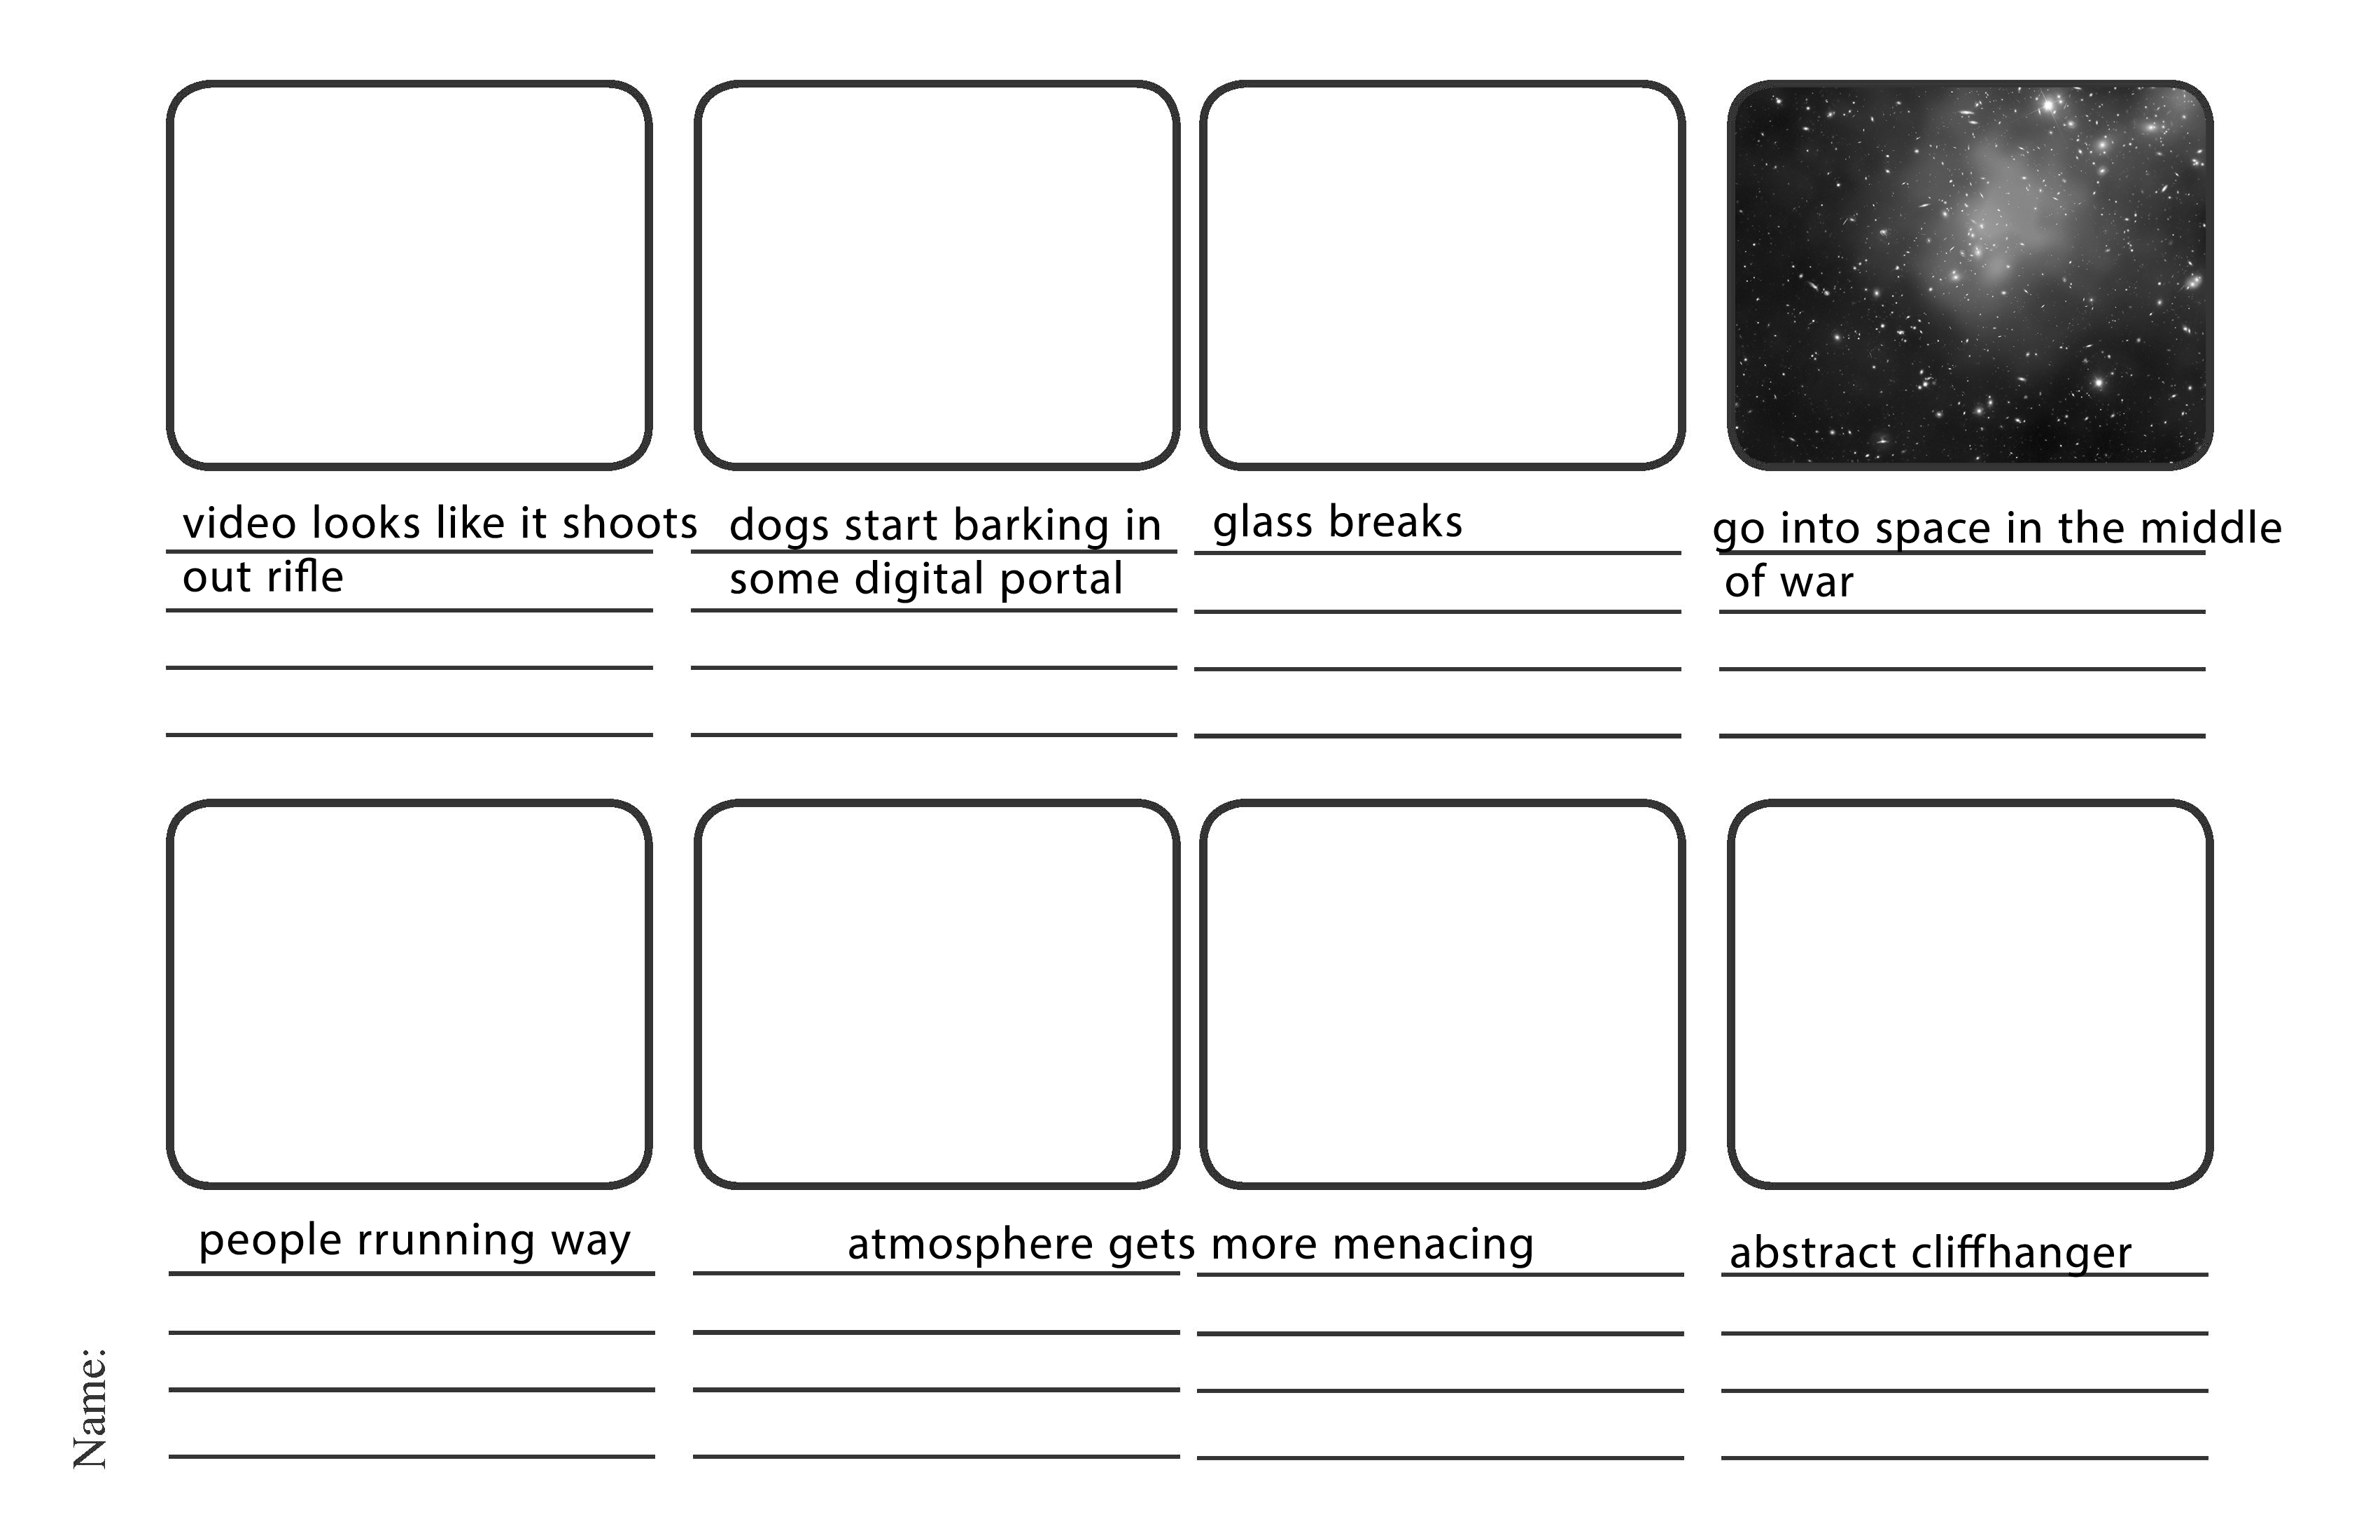 video looks like it shoots
out rifle
dogs start barking in
some digital portal
glass breaks
go into space in the middle
of war
people rrunning way
atmosphere gets more menacing
abstract cliffhanger
Name: